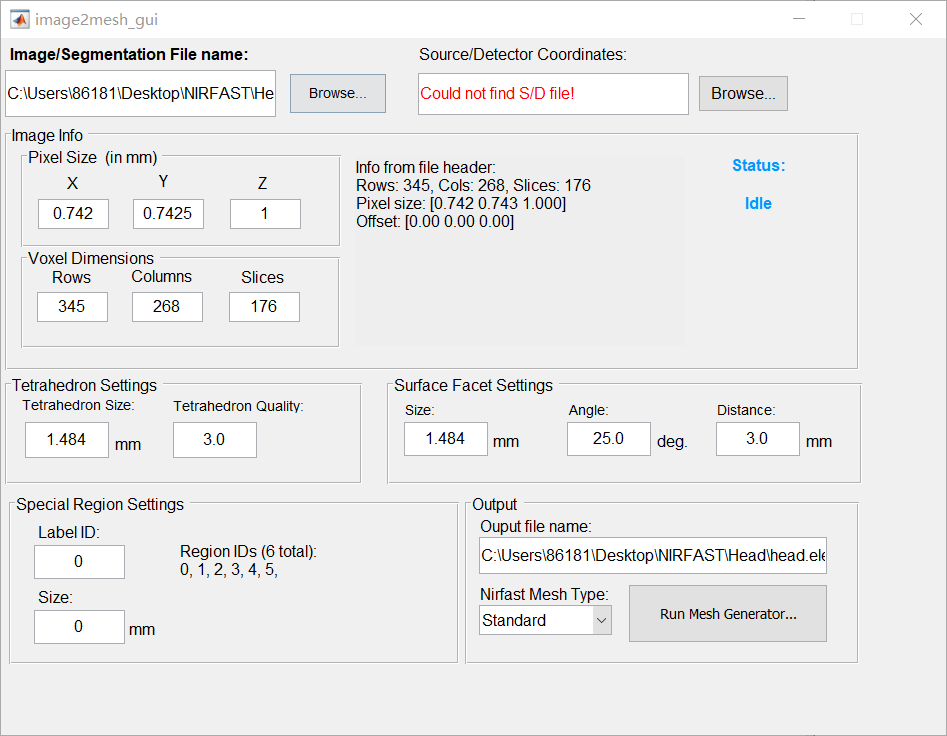 image2mesh_gui
Image/Segmentation File name:
Source/Detector Coordinates:
C:\Users\86181\Desktop\NIRFAST\He
Browse...
Could not find S/D file!
Browse...
Image Info
Pixel Size (in mm)
X Y Z
0.742 0.7425 1
Info from file header:
Rows: 345, Cols: 268, Slices: 176
Pixel size: [0.742 0.743 1.000]
Offset: [0.00 0.00 0.00]
Status:
Idle
Voxel Dimensions
Rows Columns Slices
345 268 176
Tetrahedron Settings
Tetrahedron Size: Tetrahedron Quality:
1.484 mm 3.0
Surface Facet Settings
Size: Angle: Distance:
1.484 mm 25.0 deg. 3.0 mm
Special Region Settings
Label ID:
0
Region IDs (6 total):
0, 1, 2, 3, 4, 5,
Size:
0 mm
Output
Ouput file name:
C:\Users\86181\Desktop\NIRFAST\Head\head.ele
Nirfast Mesh Type:
Standard
Run Mesh Generator...